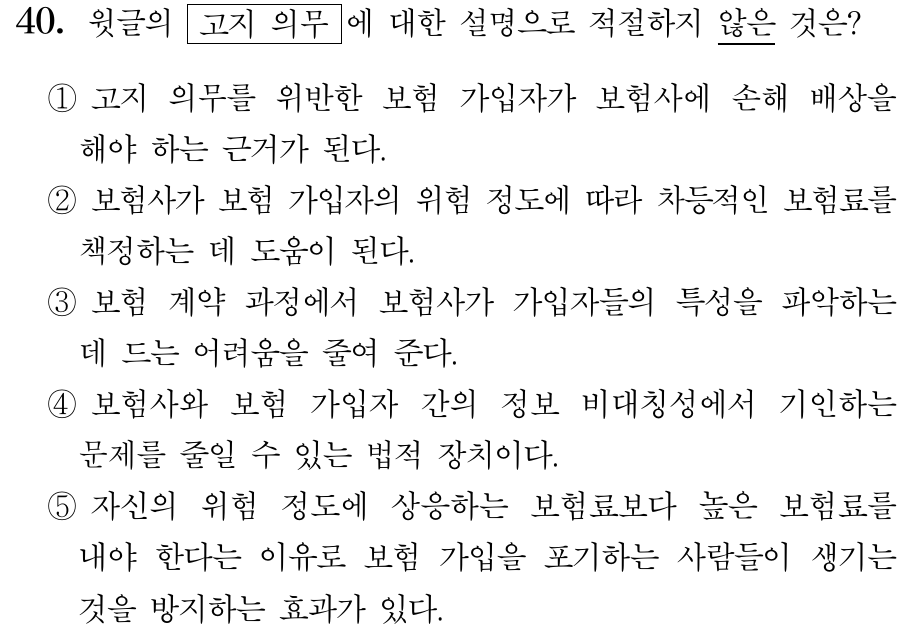 40. 윗글의 고지 의무에 대한 설명으로 적절하지 않은 것은?
① 고지 의무를 위반한 보험 가입자가 보험사에 손해 배상을
해야 하는 근거가 된다.
② 보험사가 보험 가입자의 위험 정도에 따라 차등적인 보험료를
책정하는 데 도움이 된다.
③ 보험 계약 과정에서 보험사가 가입자들의 특성을 파악하는
데 드는 어려움을 줄여 준다.
④ 보험사와 보험 가입자 간의 정보 비대칭성에서 기인하는
문제를 줄일 수 있는 법적 장치이다.
⑤ 자신의 위험 정도에 상응하는 보험료보다 높은 보험료를
내야 한다는 이유로 보험 가입을 포기하는 사람들이 생기는
것을 방지하는 효과가 있다.